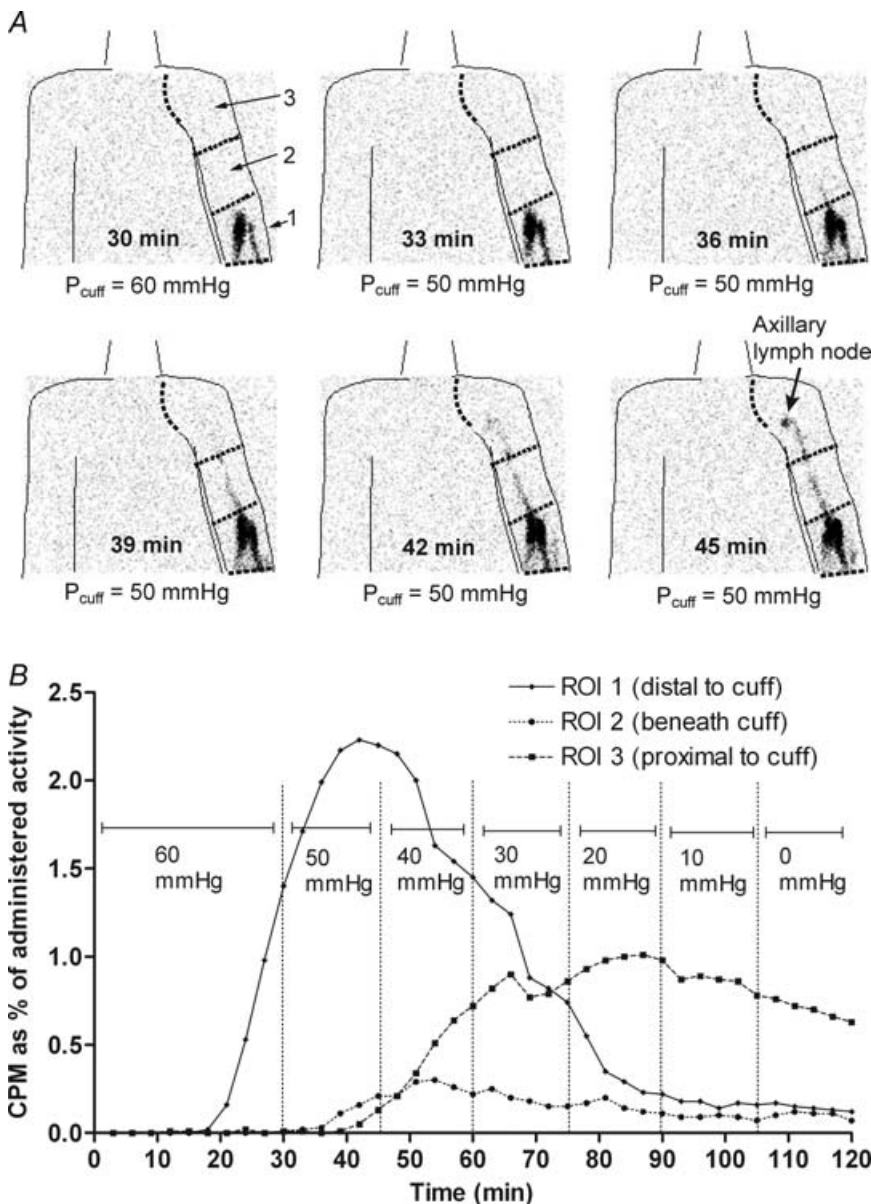 A
3
2
1
30 min
33 min
36 min
P_cuff = 60 mmHg
P_cuff = 50 mmHg
P_cuff = 50 mmHg
Axillary
lymph node
39 min
42 min
45 min
P_cuff = 50 mmHg
P_cuff = 50 mmHg
P_cuff = 50 mmHg
B
CPM as % of administered activity
2.5
2.0
1.5
1.0
0.5
0.0
ROI 1 (distal to cuff)
ROI 2 (beneath cuff)
ROI 3 (proximal to cuff)
60
mmHg
50
mmHg
40
mmHg
30
mmHg
20
mmHg
10
mmHg
0
mmHg
0 10 20 30 40 50 60 70 80 90 100 110 120
Time (min)